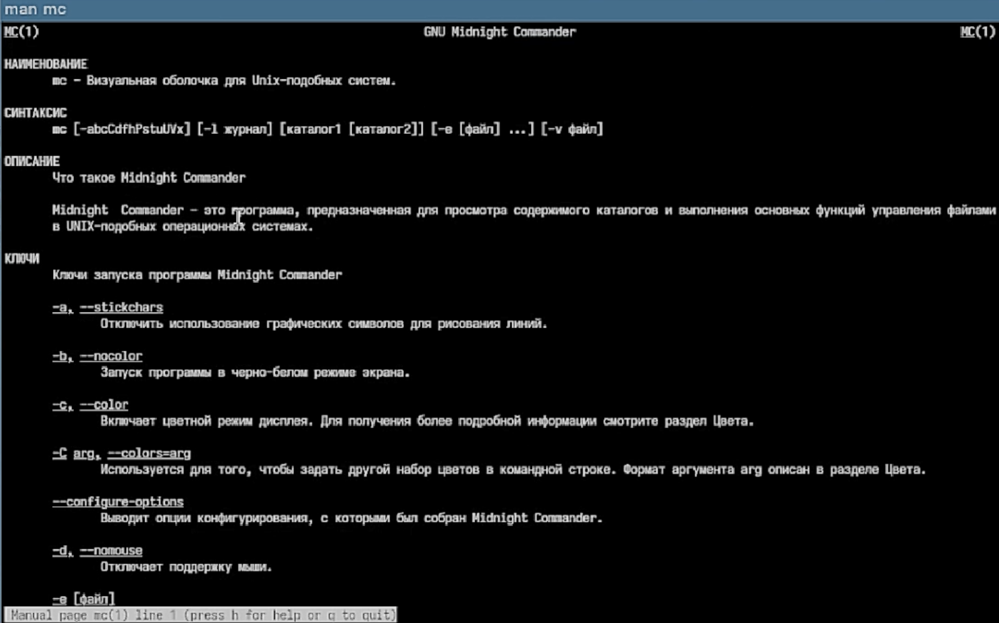 man mc
MC(1) GNU Midnight Commander MC(1)
НАИМЕНОВАНИЕ
mc – Визуальная оболочка для Unix-подобных систем.
СИНТАКСИС
mc [-abcCdfhPstuUVx] [-l журнал] [каталог1 [каталог2]] [-e [файл] ...] [-v файл]
ОПИСАНИЕ
Что такое Midnight Commander
Midnight Commander – это программа, предназначенная для просмотра содержимого каталогов и выполнения основных функций управления файлами
в UNIX-подобных операционных системах.
КЛЮЧИ
Ключи запуска программы Midnight Commander
-a, --stickchars
Отключить использование графических символов для рисования линий.
-b, --nocolor
Запуск программы в черно-белом режиме экрана.
-c, --color
Включает цветной режим дисплея. Для получения более подробной информации смотрите раздел Цвета.
-C arg, --colors=arg
Используется для того, чтобы задать другой набор цветов в командной строке. Формат аргумента arg описан в разделе Цвета.
--configure-options
Выводит опции конфигурирования, с которыми был собран Midnight Commander.
-d, --nomouse
Отключает поддержку мыши.
-e [файл]
Manual page mc(1) line 1 (press h for help or q to quit)